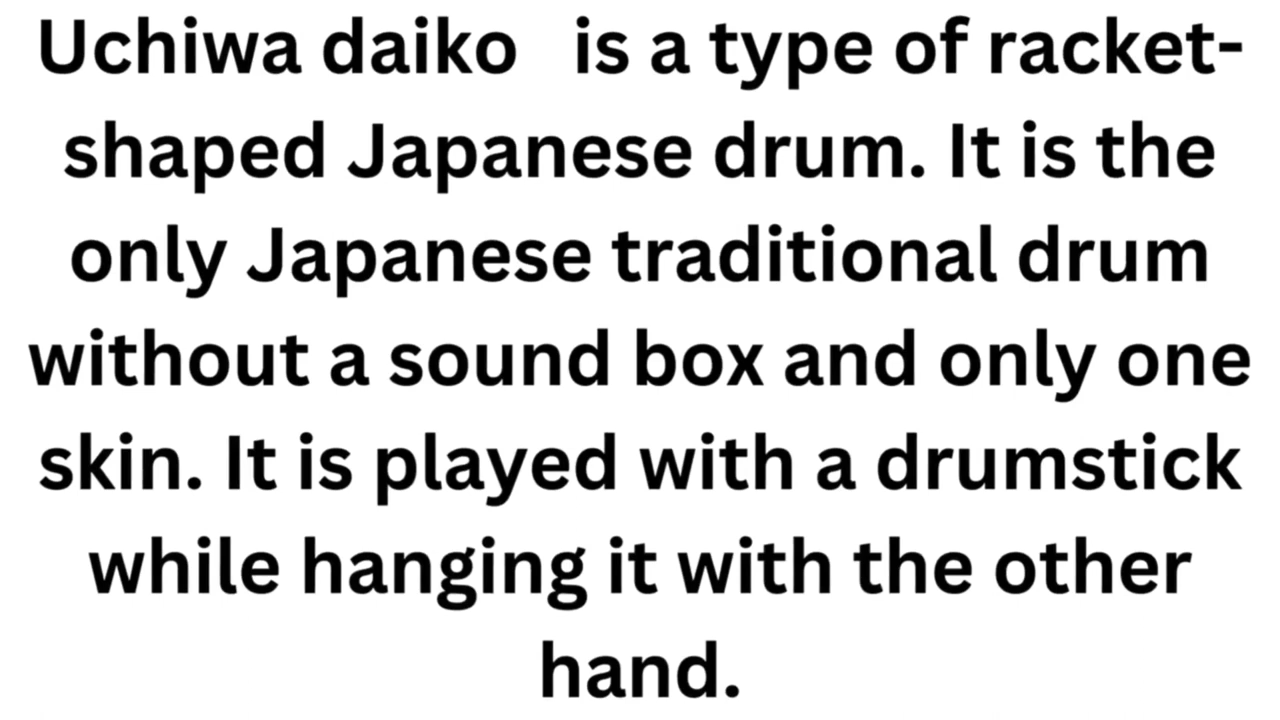 Uchiwa daiko   is a type of racket-
shaped Japanese drum. It is the
only Japanese traditional drum
without a sound box and only one
skin. It is played with a drumstick
while hanging it with the other
hand.